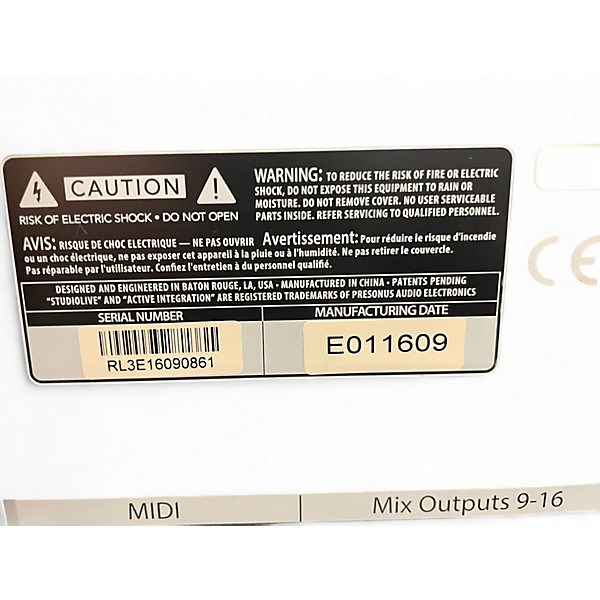 CAUTION
RISK OF ELECTRIC SHOCK • DO NOT OPEN
WARNING: TO REDUCE THE RISK OF FIRE OR ELECTRIC
SHOCK, DO NOT EXPOSE THIS EQUIPMENT TO RAIN OR
MOISTURE. DO NOT REMOVE COVER. NO USER SERVICEABLE
PARTS INSIDE. REFER SERVICING TO QUALIFIED PERSONNEL.
AVIS: RISQUE DE CHOC ELECTRIQUE — NE PAS OUVRIR Avertissement: Pour réduire le risque d'incendie
ou un choc électrique, ne pas exposer cet appareil à la pluie ou à l'humidité. Ne pas retirer le couvercle.
Pas réparable par l'utilisateur. Confiez l'entretien à du personnel qualifié.
DESIGNED AND ENGINEERED IN BATON ROUGE, LA, USA • MANUFACTURED IN CHINA • PATENTS PENDING
"STUDIOLIVE" AND "ACTIVE INTEGRATION" ARE REGISTERED TRADEMARKS OF PRESONUS AUDIO ELECTRONICS
SERIAL NUMBER
RL3E16090861
MANUFACTURING DATE
E011609
CE
MIDI
Mix Outputs 9-16